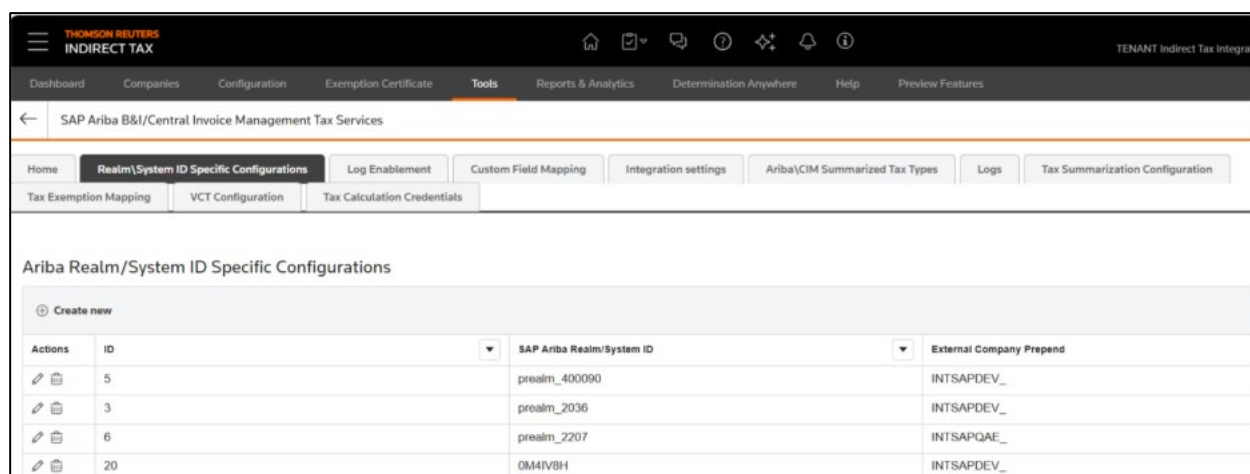 THOMSON REUTERS
INDIRECT TAX
TENANT Indirect Tax Integra
Dashboard Companies Configuration Exemption Certificate Tools Reports & Analytics Determination Anywhere Help Preview Features
SAP Ariba B&I/Central Invoice Management Tax Services
Home Realm\System ID Specific Configurations Log Enablement Custom Field Mapping Integration settings Ariba\CIM Summarized Tax Types Logs Tax Summarization Configuration
Tax Exemption Mapping VCT Configuration Tax Calculation Credentials
Ariba Realm/System ID Specific Configurations
Create new
Actions ID SAP Ariba Realm/System ID External Company Prepend
5 prealm_400090 INTSAPDEV_
3 prealm_2036 INTSAPDEV_
6 prealm_2207 INTSAPQAE_
20 0M4IV8H INTSAPDEV_